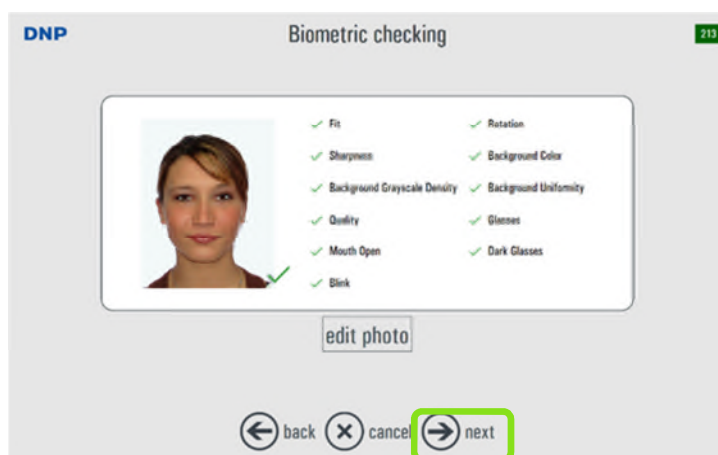 DNP
Biometric checking
213
Fit
Rotation
Sharpness
Background Color
Background Grayscale Density
Background Uniformity
Quality
Glasses
Mouth Open
Dark Glasses
Blink
edit photo
back cancel next